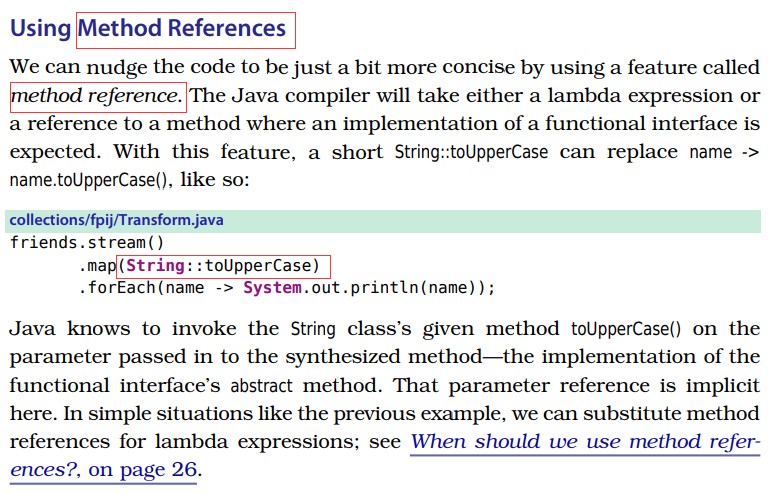 Using Method References
We can nudge the code to be just a bit more concise by using a feature called
method reference. The Java compiler will take either a lambda expression or
a reference to a method where an implementation of a functional interface is
expected. With this feature, a short String::toUpperCase can replace name ->
name.toUpperCase(), like so:
collections/fpij/Transform.java
friends.stream()
       .map(String::toUpperCase)
       .forEach(name -> System.out.println(name));
Java knows to invoke the String class's given method toUpperCase() on the
parameter passed in to the synthesized method—the implementation of the
functional interface's abstract method. That parameter reference is implicit
here. In simple situations like the previous example, we can substitute method
references for lambda expressions; see When should we use method refer-
ences?, on page 26.